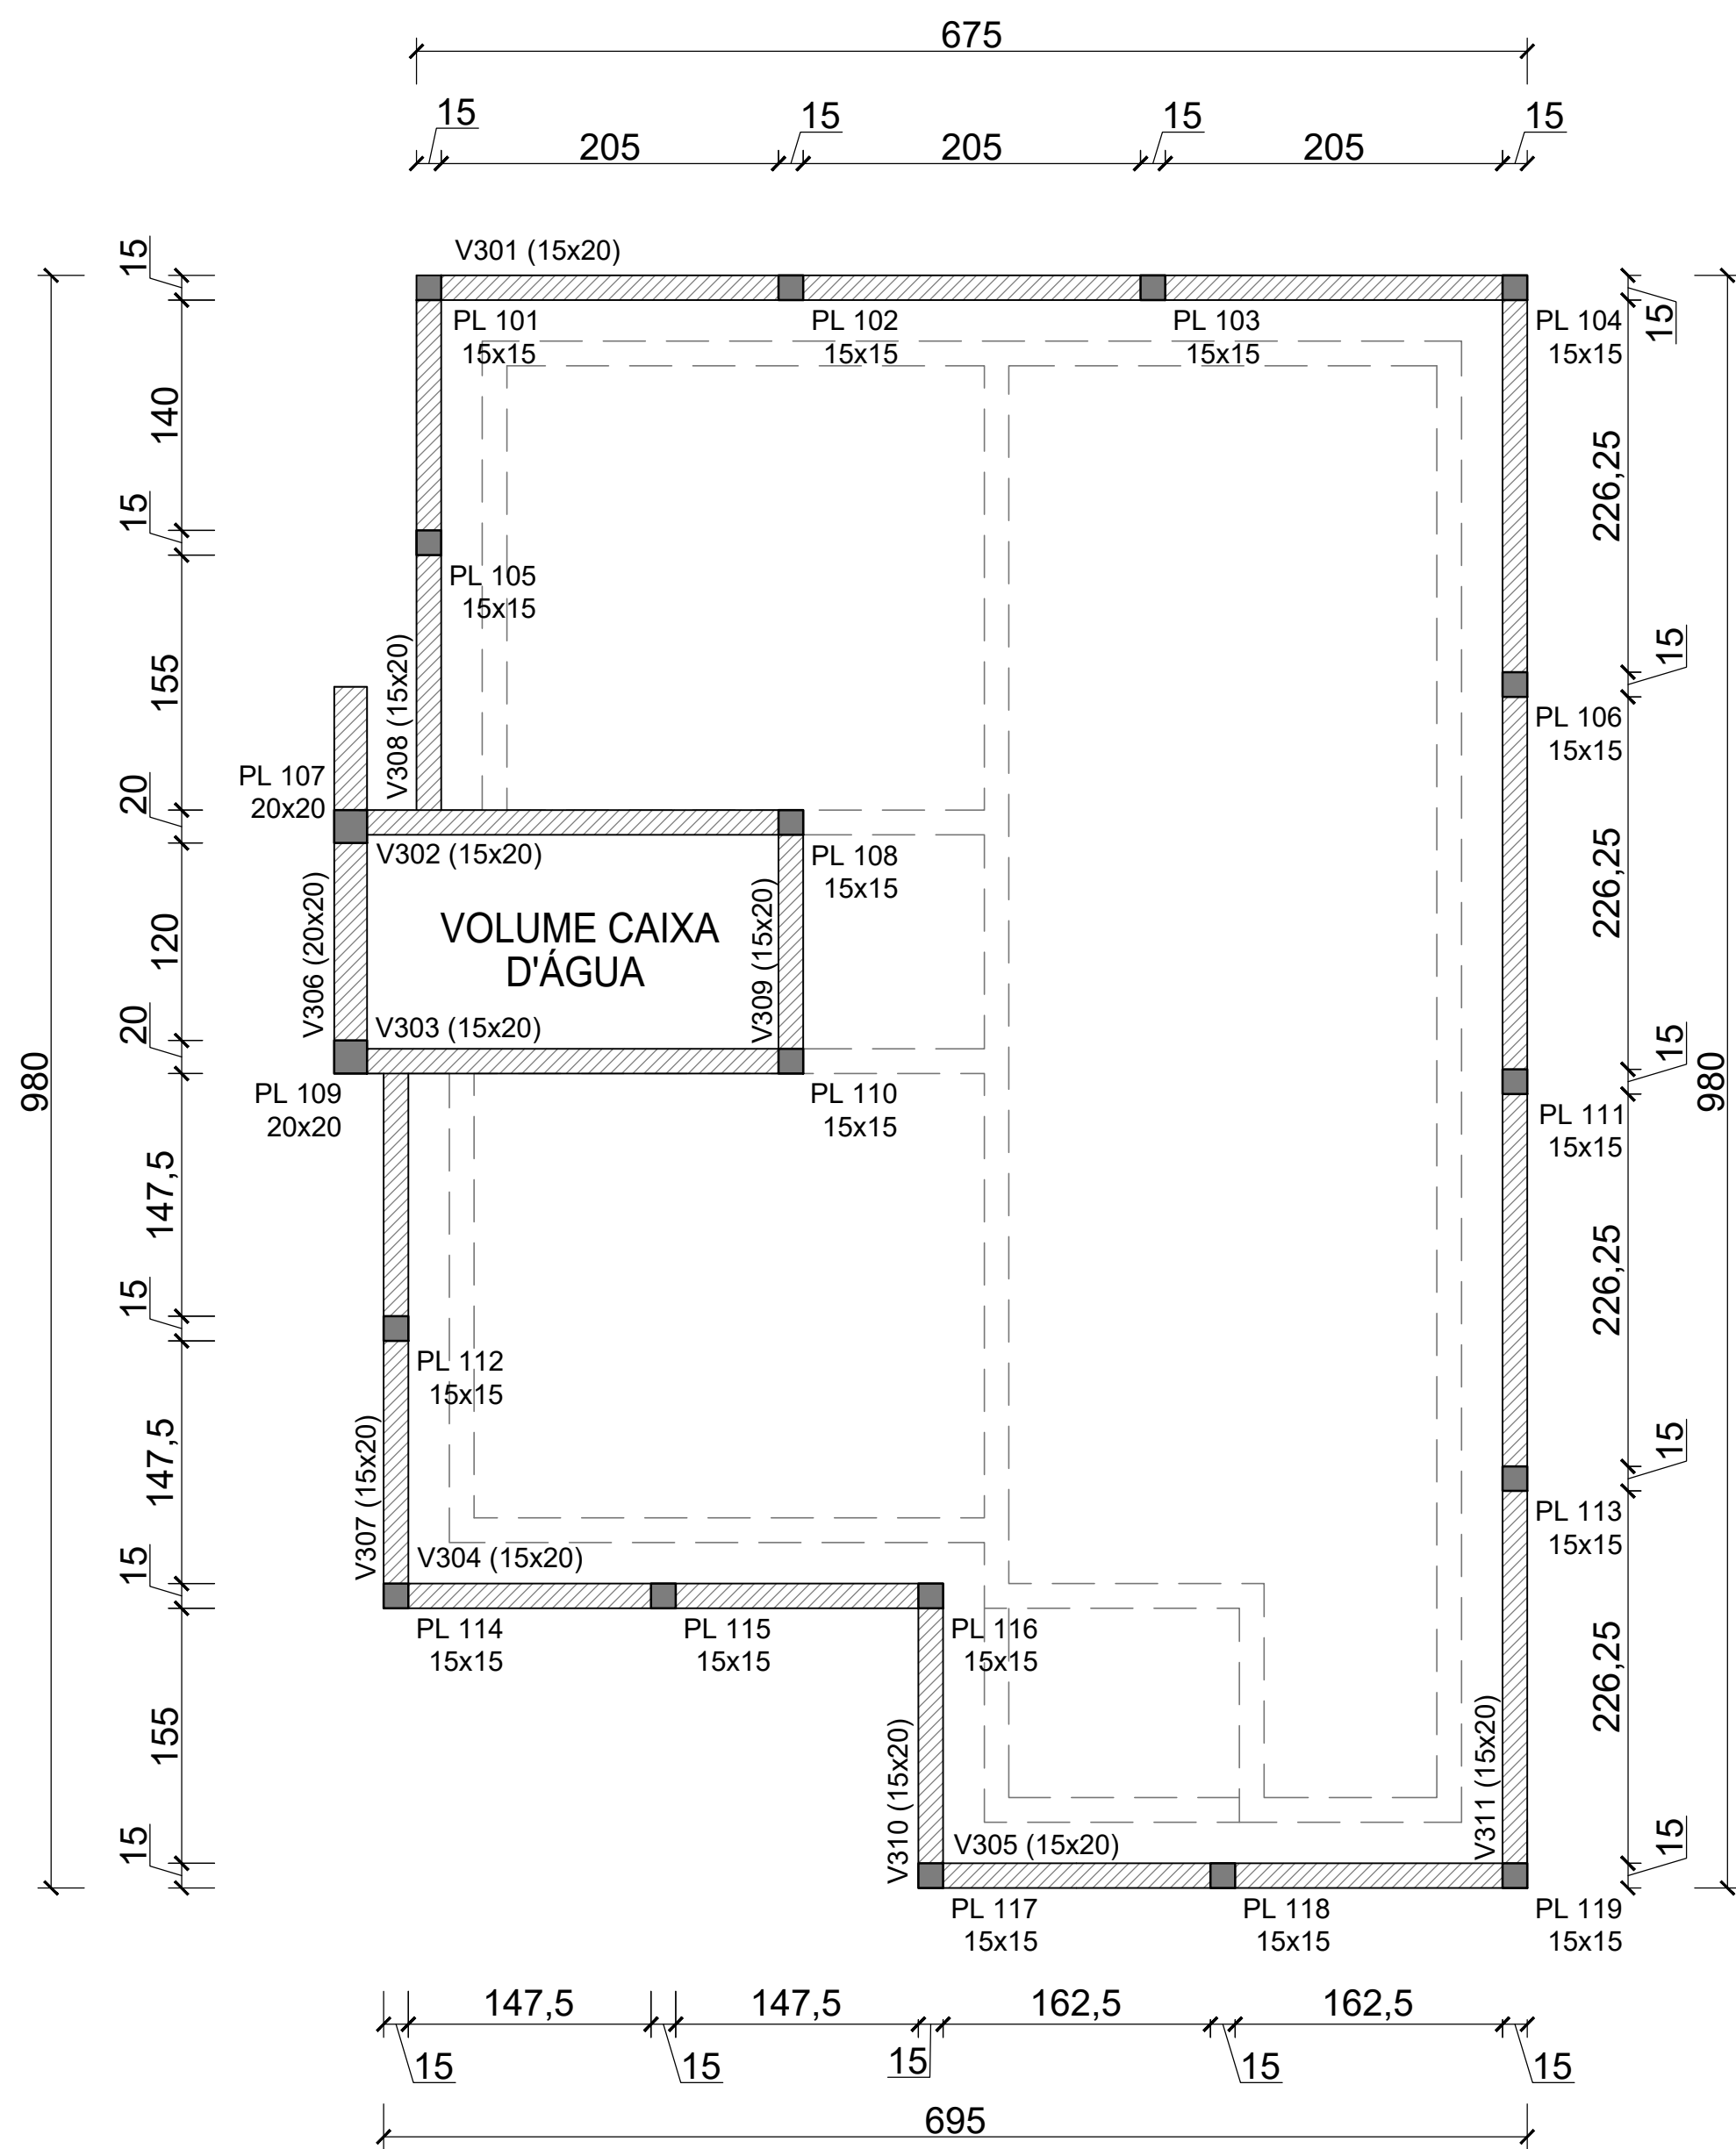 675
15
15
15
15
205
205
205
V301 (15x20)
15
PL 101
15x15
PL 102
15x15
PL 103
15x15
PL 104
15x15
15
140
226,25
15
PL 105
15x15
155
V308 (15x20)
15
PL 106
15x15
PL 107
20x20
20
V302 (15x20)
PL 108
15x15
226,25
120
V306 (20x20)
VOLUME CAIXA
D'ÁGUA
V309 (15x20)
20
V303 (15x20)
15
980
980
PL 109
20x20
PL 110
15x15
PL 111
15x15
147,5
226,25
15
PL 112
15x15
147,5
V307 (15x20)
15
PL 113
15x15
15
V304 (15x20)
PL 114
15x15
PL 115
15x15
PL 116
15x15
226,25
155
V310 (15x20)
V311 (15x20)
15
V305 (15x20)
15
PL 117
15x15
PL 118
15x15
PL 119
15x15
147,5
147,5
162,5
162,5
15
15
15
15
15
695